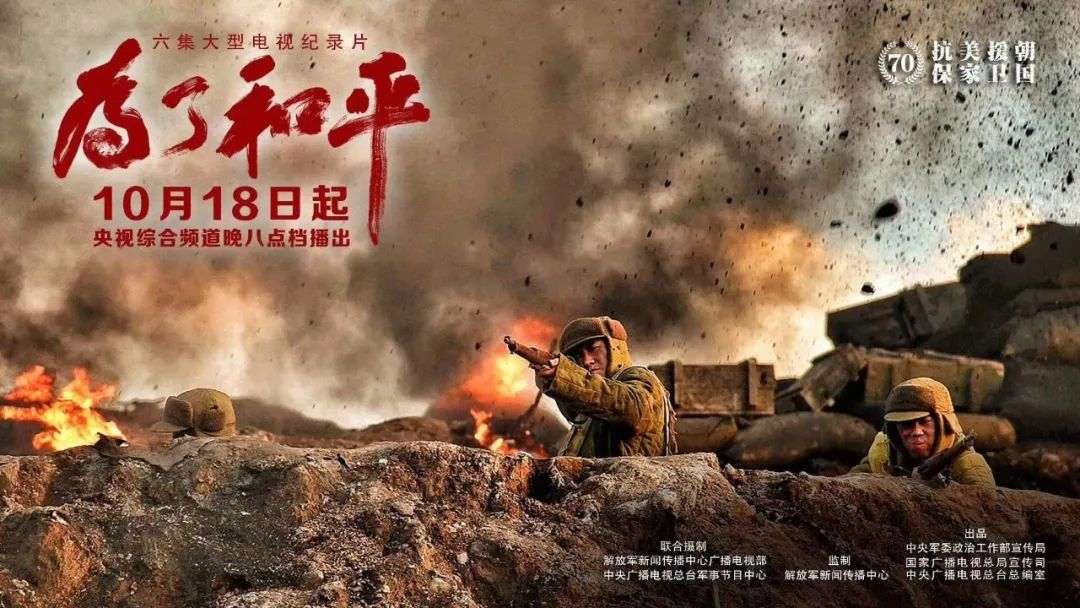 六集大型电视纪录片
为了和平
10月18日起
央视综合频道晚八点档播出
70
抗美援朝
保家卫国
联合摄制
解放军新闻传播中心广播电视部
中央广播电视总台军事节目中心
监制
解放军新闻传播中心
出品
中央军委政治工作部宣传局
国家广播电视总局宣传司
中央广播电视总台总编室